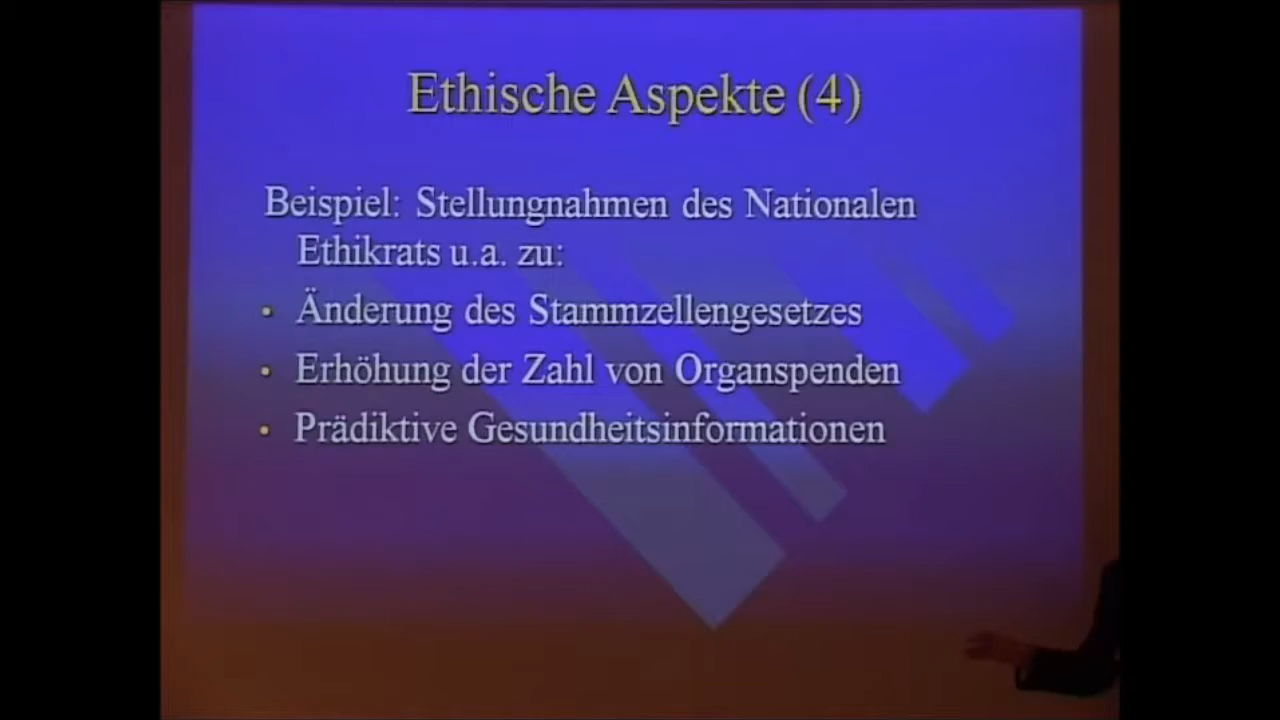 Ethische Aspekte (4)
Beispiel: Stellungnahmen des Nationalen
Ethikrats u.a. zu:
• Änderung des Stammzellengesetzes
• Erhöhung der Zahl von Organspenden
• Prädiktive Gesundheitsinformationen